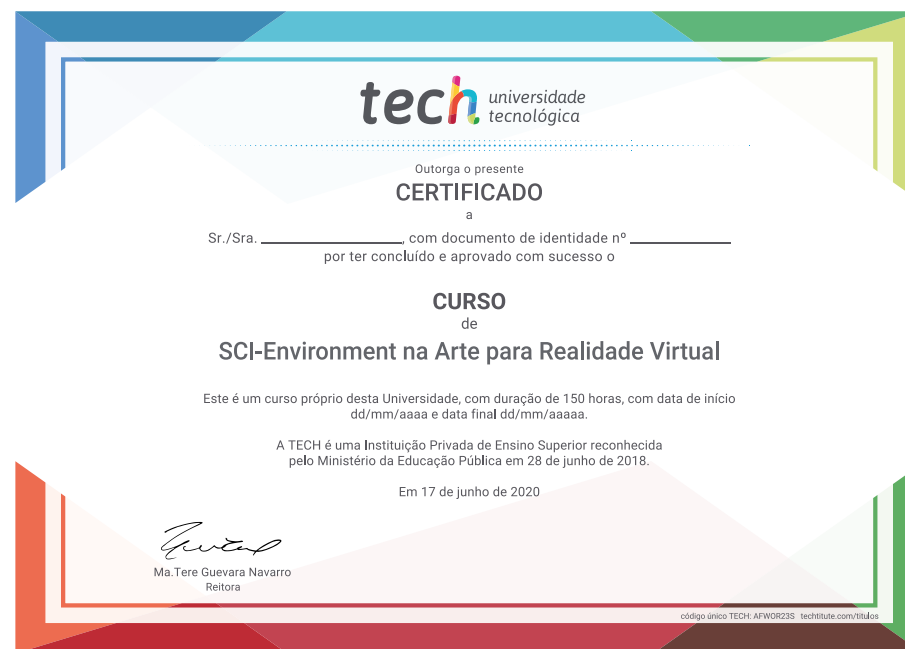 tech universidade
tecnológica
Outorga o presente
CERTIFICADO
a
Sr./Sra. ____________, com documento de identidade nº ____________
por ter concluído e aprovado com sucesso o
CURSO
de
SCI-Environment na Arte para Realidade Virtual
Este é um curso próprio desta Universidade, com duração de 150 horas, com data de início
dd/mm/aaaa e data final dd/mm/aaaaa.
A TECH é uma Instituição Privada de Ensino Superior reconhecida
pelo Ministério da Educação Pública em 28 de junho de 2018.
Em 17 de junho de 2020
Ma.Tere Guevara Navarro
Reitora
código único TECH: AFWOR23S techtitute.com/titulos